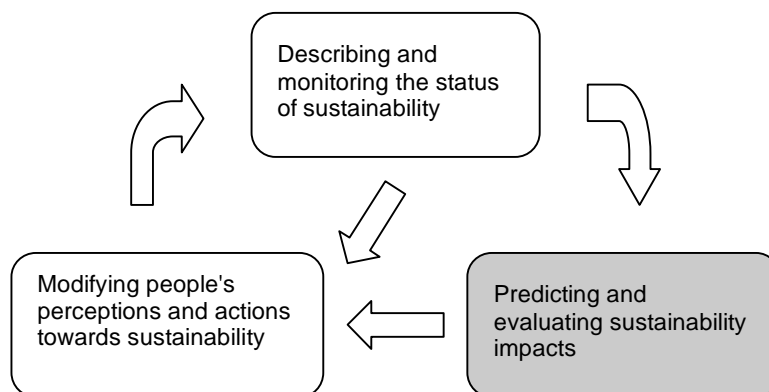 Describing and
monitoring the status
of sustainability
Modifying people's
perceptions and actions
towards sustainability
Predicting and
evaluating sustainability
impacts